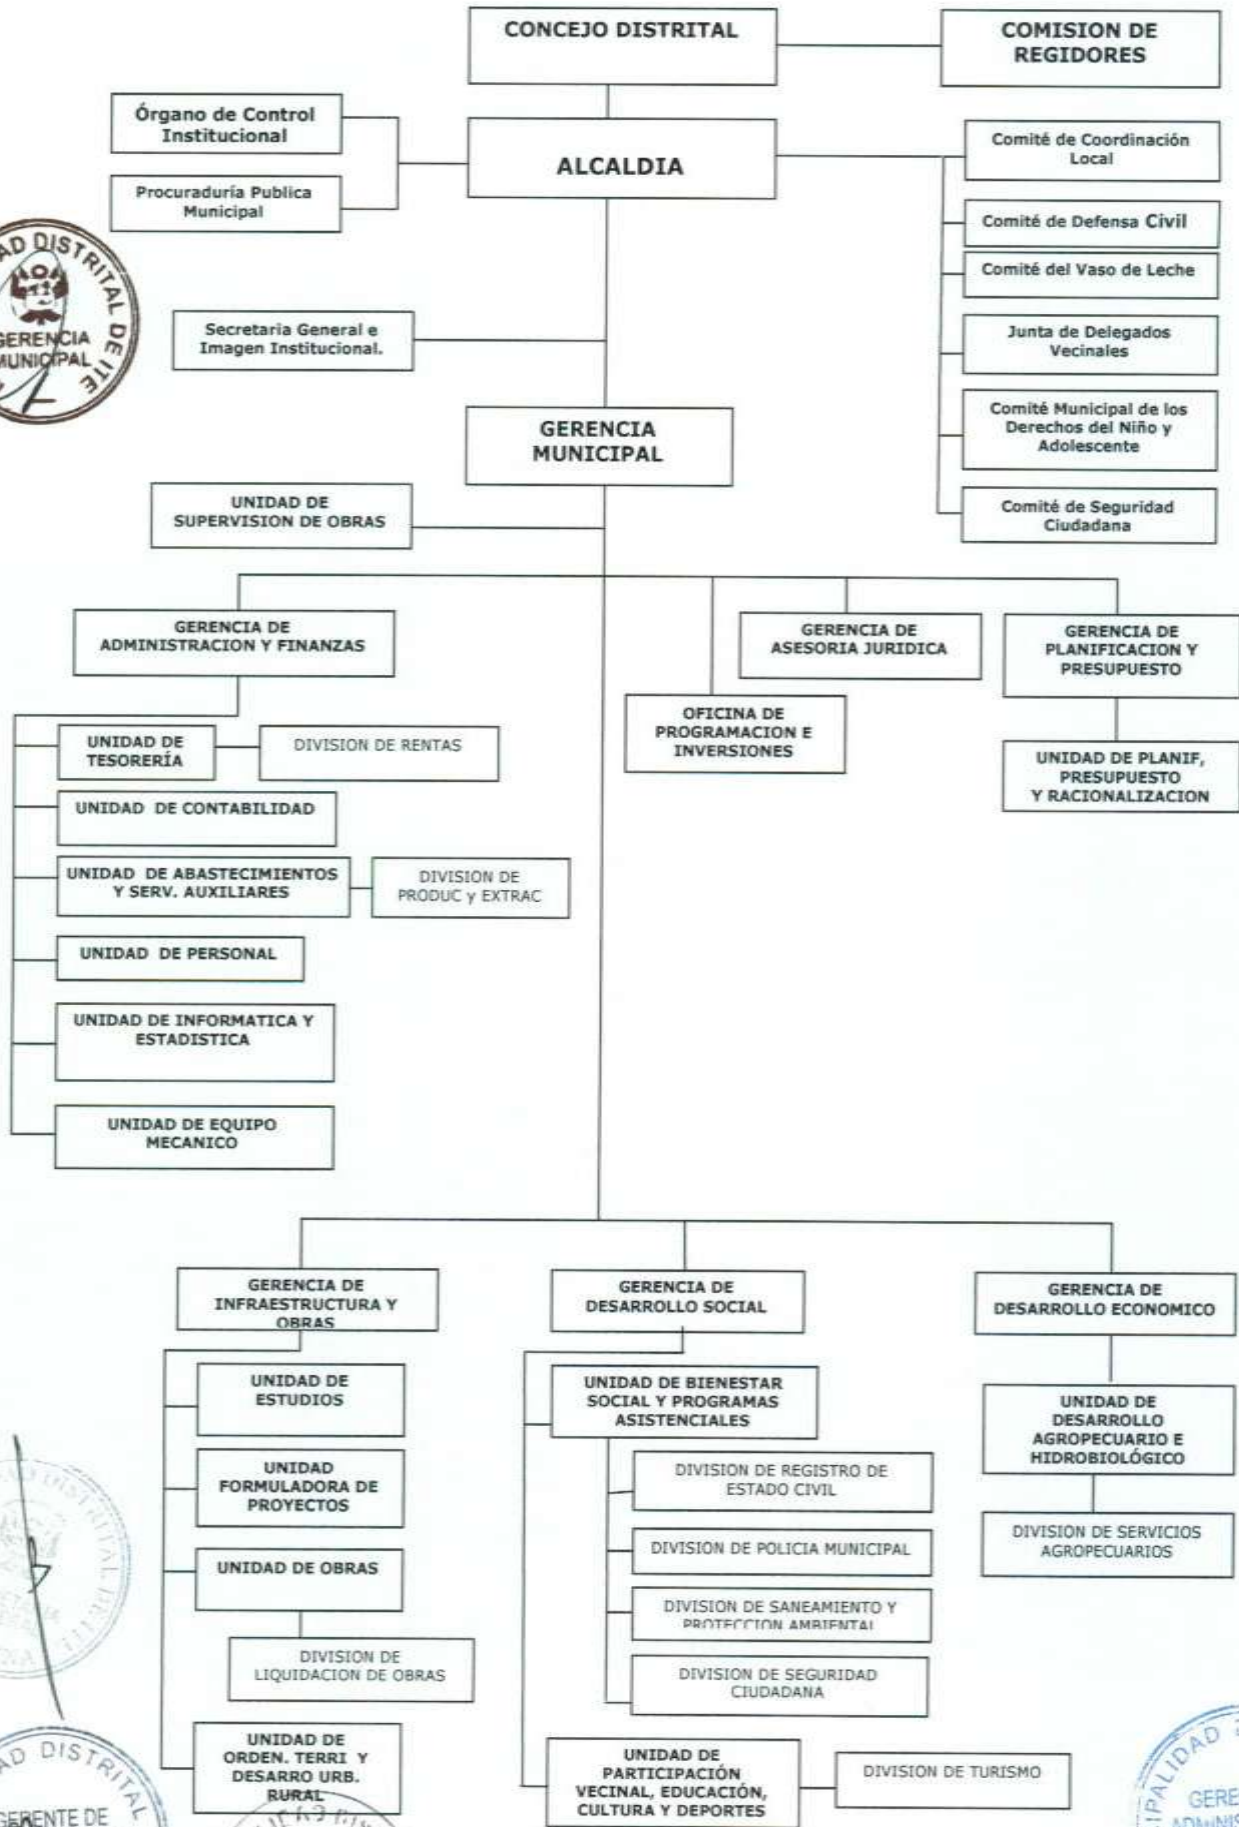 CONCEJO DISTRITAL
COMISION DE
REGIDORES
Órgano de Control
Institucional
ALCALDIA
Procuraduría Publica
Municipal
Comité de Coordinación
Local
Comité de Defensa Civil
Comité del Vaso de Leche
Junta de Delegados
Vecinales
Comité Municipal de los
Derechos del Niño y
Adolescente
Comité de Seguridad
Ciudadana
DISTRITAL DE ITE
GERENCIA
MUNICIPAL
Secretaria General e
Imagen Institucional.
GERENCIA
MUNICIPAL
UNIDAD DE
SUPERVISION DE OBRAS
GERENCIA DE
ADMINISTRACION Y FINANZAS
GERENCIA DE
ASESORIA JURIDICA
GERENCIA DE
PLANIFICACION Y
PRESUPUESTO
OFICINA DE
PROGRAMACION E
INVERSIONES
UNIDAD DE PLANIF,
PRESUPUESTO
Y RACIONALIZACION
UNIDAD DE
TESORERÍA
DIVISION DE RENTAS
UNIDAD DE CONTABILIDAD
UNIDAD DE ABASTECIMIENTOS
Y SERV. AUXILIARES
DIVISION DE
PRODUC y EXTRAC
UNIDAD DE PERSONAL
UNIDAD DE INFORMATICA Y
ESTADISTICA
UNIDAD DE EQUIPO
MECANICO
GERENCIA DE
INFRAESTRUCTURA Y
OBRAS
GERENCIA DE
DESARROLLO SOCIAL
GERENCIA DE
DESARROLLO ECONOMICO
UNIDAD DE
ESTUDIOS
UNIDAD
FORMULADORA DE
PROYECTOS
UNIDAD DE OBRAS
DIVISION DE
LIQUIDACION DE OBRAS
UNIDAD DE
ORDEN. TERRI Y
DESARRO URB.
RURAL
UNIDAD DE BIENESTAR
SOCIAL Y PROGRAMAS
ASISTENCIALES
DIVISION DE REGISTRO DE
ESTADO CIVIL
DIVISION DE POLICIA MUNICIPAL
DIVISION DE SANEAMIENTO Y
PROTECCION AMBIENTAL
DIVISION DE SEGURIDAD
CIUDADANA
UNIDAD DE
PARTICIPACIÓN
VECINAL, EDUCACIÓN,
CULTURA Y DEPORTES
DIVISION DE TURISMO
UNIDAD DE
DESARROLLO
AGROPECUARIO E
HIDROBIOLÓGICO
DIVISION DE SERVICIOS
AGROPECUARIOS
DISTRITAL
GERENTE DE